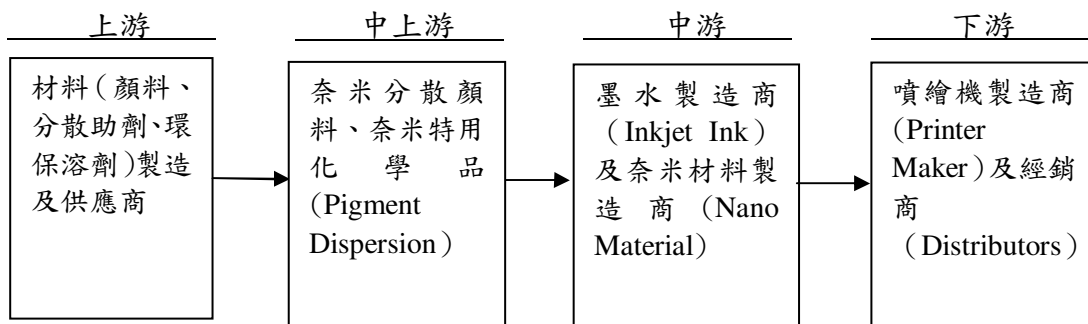 上游
材料（顏料、
分散助劑、環
保溶劑）製造
及供應商
中上游
奈米分散顏
料、奈米特用
化學品
(Pigment
Dispersion）
中游
墨水製造商
（Inkjet Ink）
及奈米材料製
造商（Nano
Material）
下游
噴繪機製造商
(Printer
Maker）及經銷
商
（Distributors）